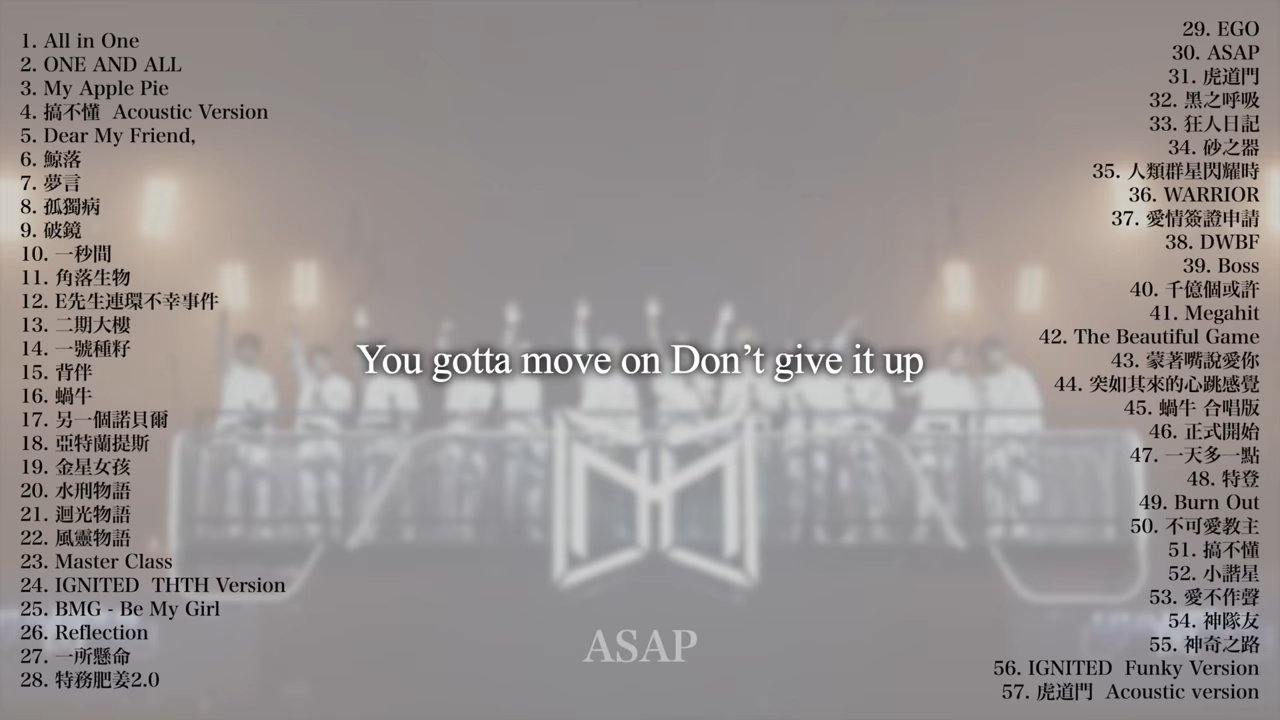 1. All in One
2. ONE AND ALL
3. My Apple Pie
4. 搞不懂  Acoustic Version
5. Dear My Friend,
6. 鯨落
7. 夢言
8. 孤獨病
9. 破鏡
10. 一秒間
11. 角落生物
12. E先生連環不幸事件
13. 二期大樓
14. 一號種籽
15. 背伴
16. 蝸牛
17. 另一個諾貝爾
18. 亞特蘭提斯
19. 金星女孩
20. 水刑物語
21. 迴光物語
22. 風靈物語
23. Master Class
24. IGNITED  THTH Version
25. BMG - Be My Girl
26. Reflection
27. 一所懸命
28. 特務肥姜2.0
You gotta move on Don’t give it up
ASAP
29. EGO
30. ASAP
31. 虎道門
32. 黑之呼吸
33. 狂人日記
34. 砂之器
35. 人類群星閃耀時
36. WARRIOR
37. 愛情簽證申請
38. DWBF
39. Boss
40. 千億個或許
41. Megahit
42. The Beautiful Game
43. 蒙著嘴說愛你
44. 突如其來的心跳感覺
45. 蝸牛 合唱版
46. 正式開始
47. 一天多一點
48. 特登
49. Burn Out
50. 不可愛教主
51. 搞不懂
52. 小諧星
53. 愛不作聲
54. 神隊友
55. 神奇之路
56. IGNITED  Funky Version
57. 虎道門  Acoustic version